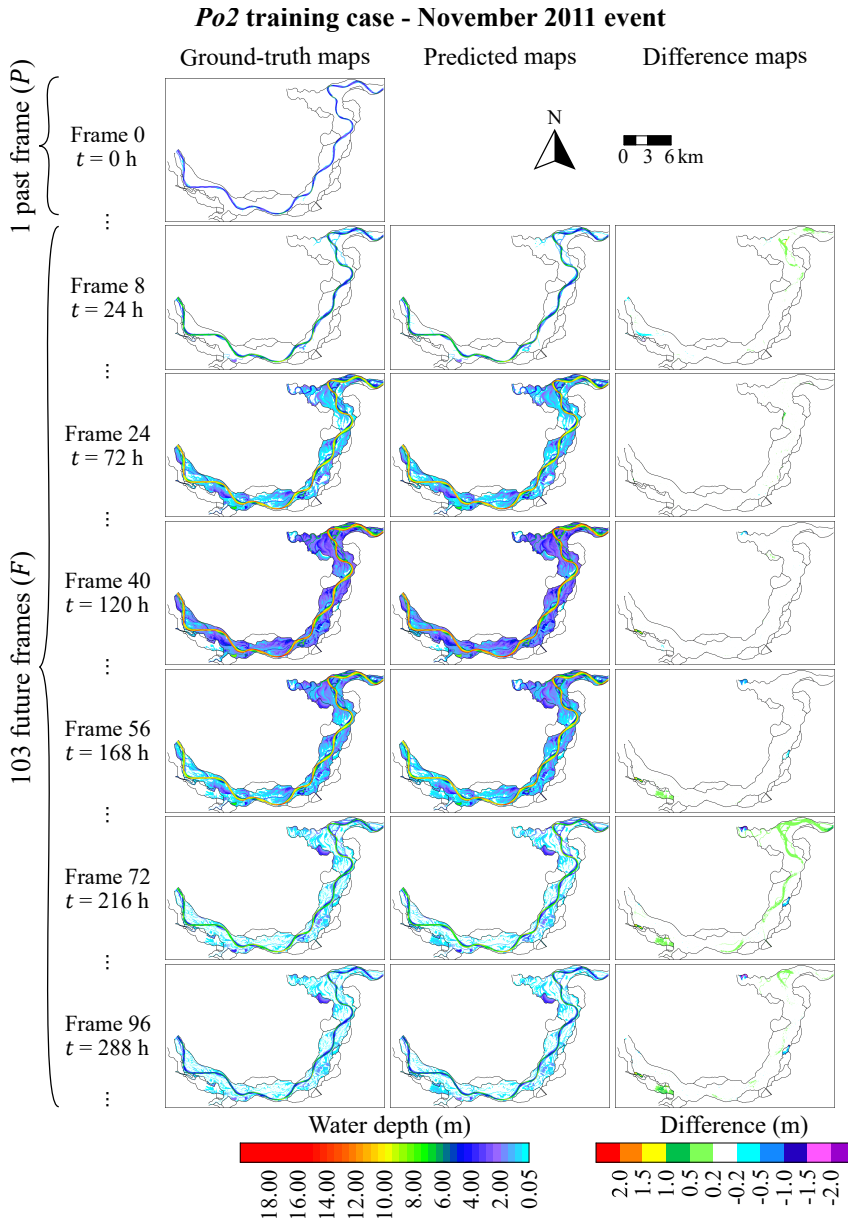 Po2 training case - November 2011 event
Ground-truth maps Predicted maps Difference maps
1 past frame (P)
Frame 0
t = 0 h
⋮
N
0 3 6 km
103 future frames (F)
Frame 8
t = 24 h
⋮
Frame 24
t = 72 h
⋮
Frame 40
t = 120 h
⋮
Frame 56
t = 168 h
⋮
Frame 72
t = 216 h
⋮
Frame 96
t = 288 h
⋮
Water depth (m)
18.00 16.00 14.00 12.00 10.00 8.00 6.00 4.00 2.00 0.05
Difference (m)
2.0 1.5 1.0 0.5 0.2 -0.2 -0.5 -1.0 -1.5 -2.0